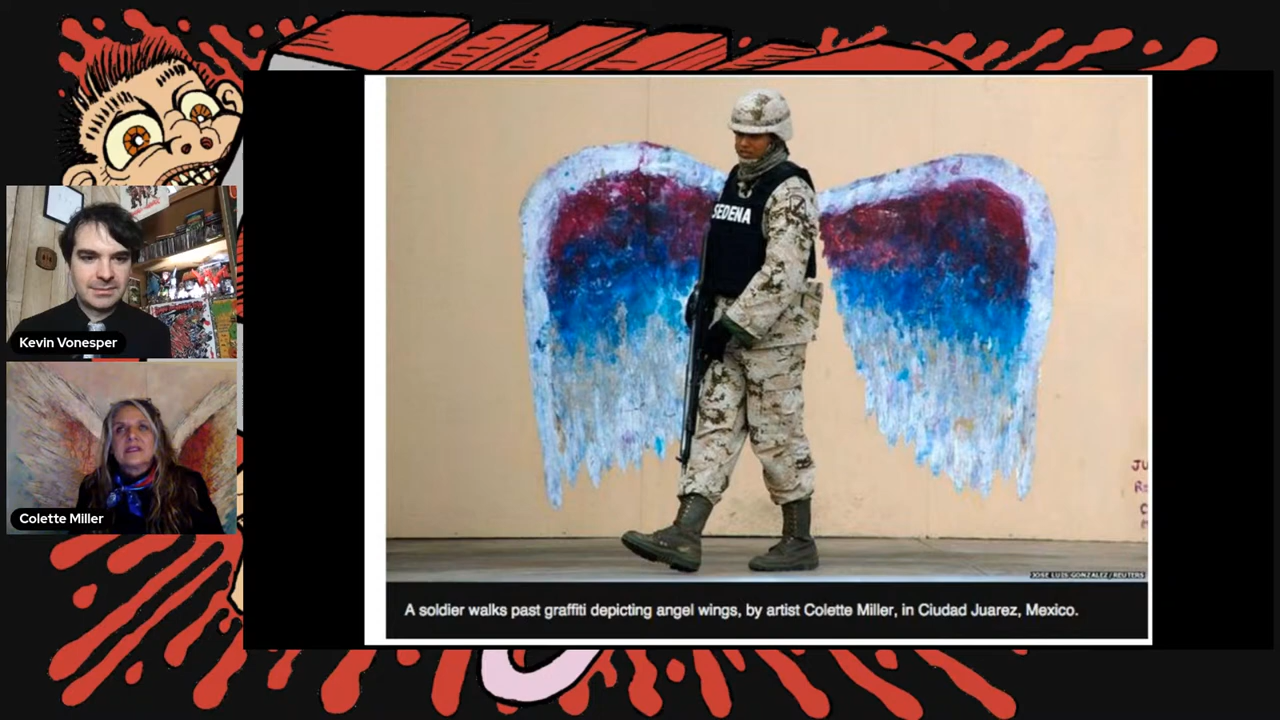 SEDENA
JU
JOSE LUIS GONZALEZ/REUTERS
A soldier walks past graffiti depicting angel wings, by artist Colette Miller, in Ciudad Juarez, Mexico.
Kevin Vonesper
Colette Miller